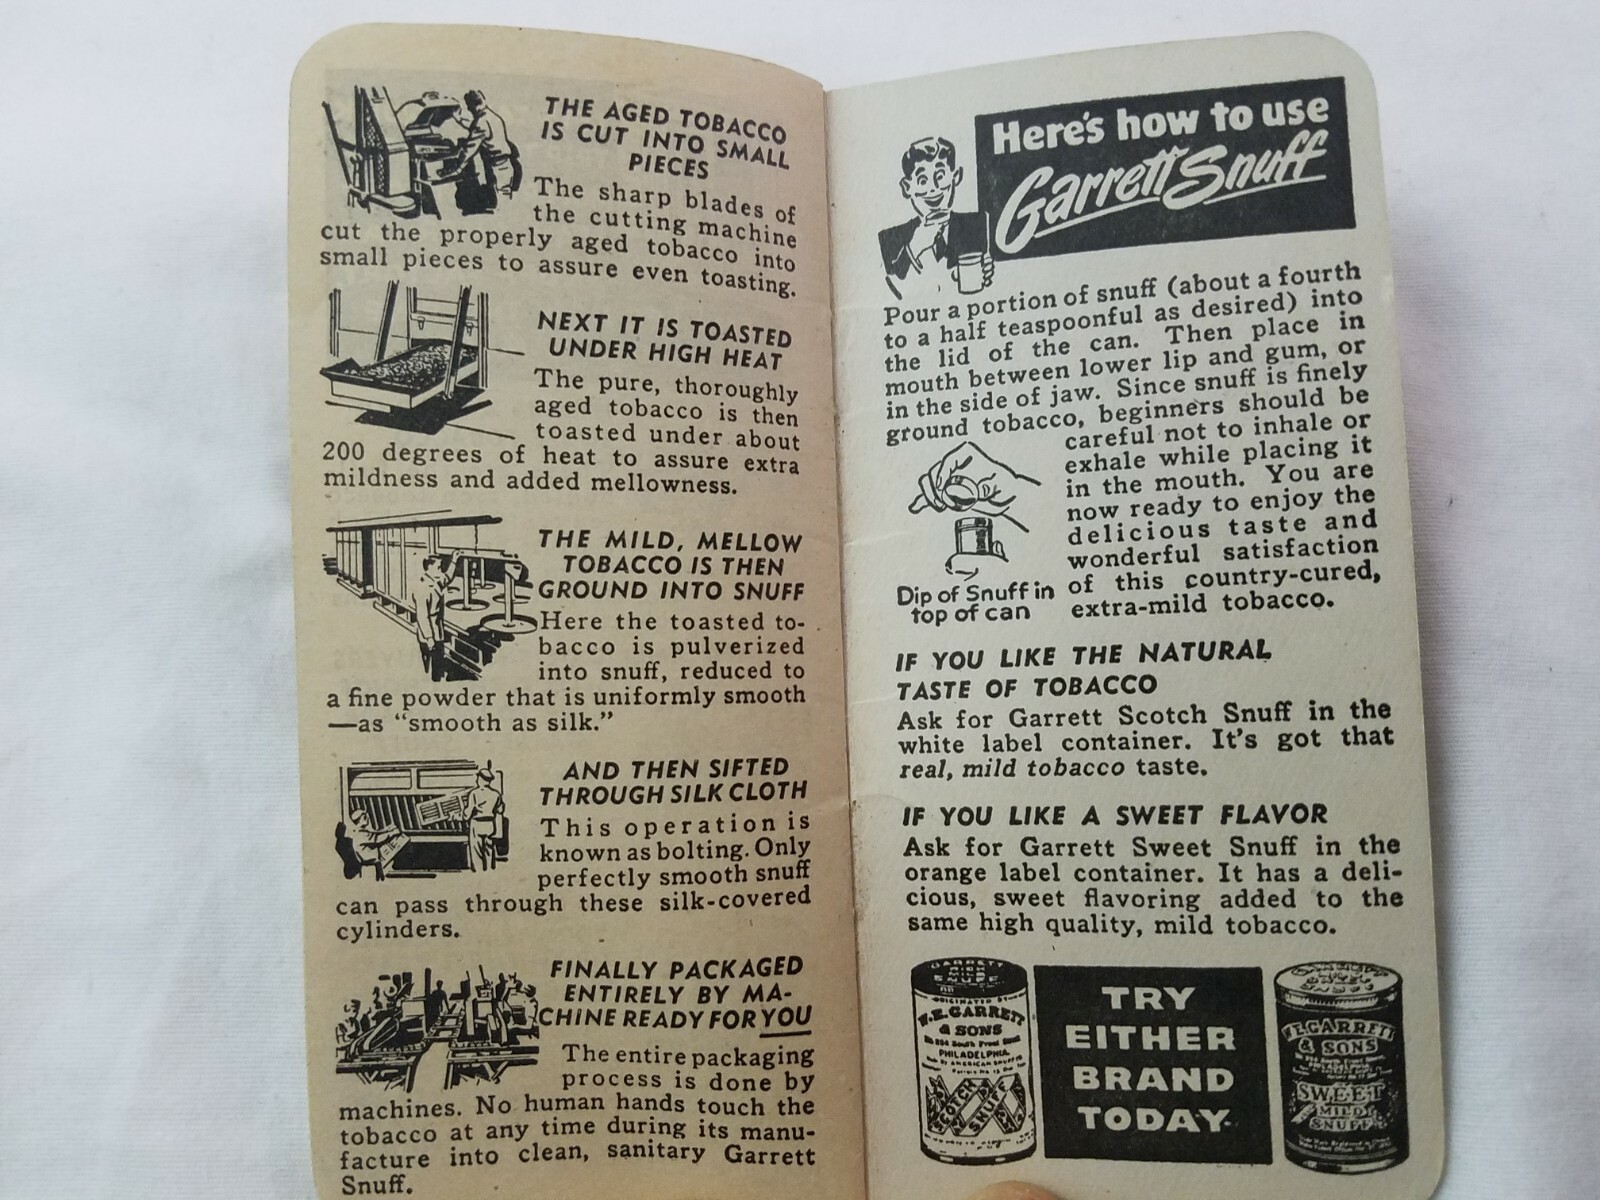 THE AGED TOBACCO
IS CUT INTO SMALL
PIECES
The sharp blades of
the cutting machine
cut the properly aged tobacco into
small pieces to assure even toasting.
NEXT IT IS TOASTED
UNDER HIGH HEAT
The pure, thoroughly
aged tobacco is then
toasted under about
200 degrees of heat to assure extra
mildness and added mellowness.
THE MILD, MELLOW
TOBACCO IS THEN
GROUND INTO SNUFF
Here the toasted to-
bacco is pulverized
into snuff, reduced to
a fine powder that is uniformly smooth
—as “smooth as silk.”
AND THEN SIFTED
THROUGH SILK CLOTH
This operation is
known as bolting. Only
perfectly smooth snuff
can pass through these silk-covered
cylinders.
FINALLY PACKAGED
ENTIRELY BY MA-
CHINE READY FOR YOU
The entire packaging
process is done by
machines. No human hands touch the
tobacco at any time during its manu-
facture into clean, sanitary Garrett
Snuff.
Here's how to use
Garrett Snuff
Pour a portion of snuff (about a fourth
to a half teaspoonful as desired) into
the lid of the can. Then place in
mouth between lower lip and gum, or
in the side of jaw. Since snuff is finely
ground tobacco, beginners should be
careful not to inhale or
exhale while placing it
in the mouth. You are
now ready to enjoy the
delicious taste and
wonderful satisfaction
of this country-cured,
extra-mild tobacco.
Dip of Snuff in
top of can
IF YOU LIKE THE NATURAL
TASTE OF TOBACCO
Ask for Garrett Scotch Snuff in the
white label container. It's got that
real, mild tobacco taste.
IF YOU LIKE A SWEET FLAVOR
Ask for Garrett Sweet Snuff in the
orange label container. It has a deli-
cious, sweet flavoring added to the
same high quality, mild tobacco.
GARRETT
SNUFF
ORIGINATED BY
W.E. GARRETT
& SONS
PHILADELPHIA.
SCOTCH
SNUFF
TRY
EITHER
BRAND
TODAY
W.E. GARRETT
& SONS
SWEET
MILD
SNUFF